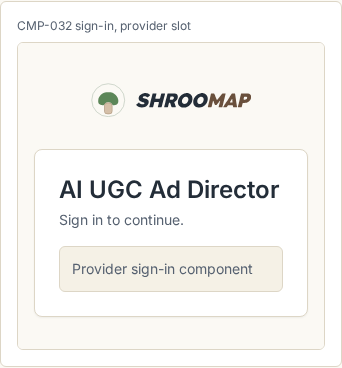 CMP-032 sign-in, provider slot
SHROOMAP
AI UGC Ad Director
Sign in to continue.
Provider sign-in component